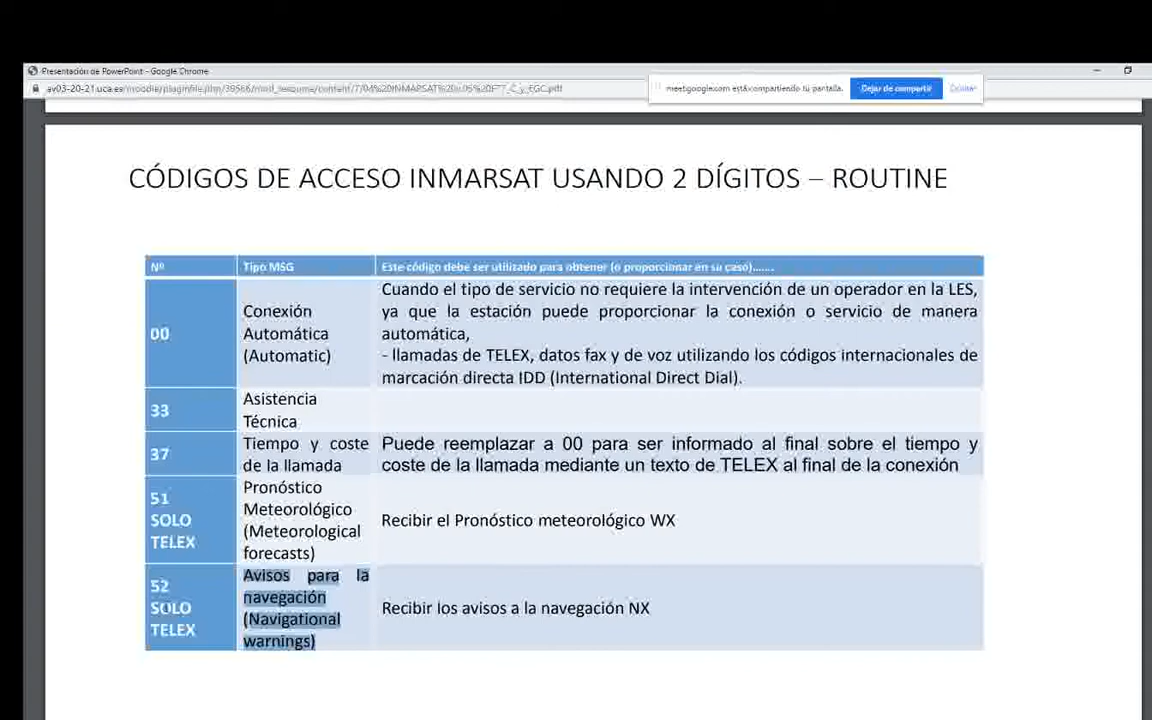 Presentación de PowerPoint - Google Chrome
meet.google.com está compartiendo tu pantalla.
Dejar de compartir
Ocultar
CÓDIGOS DE ACCESO INMARSAT USANDO 2 DÍGITOS – ROUTINE
Nº
Tipo MSG
Este código debe ser utilizado para obtener (o proporcionar en su caso)…….
00
Conexión
Automática
(Automatic)
Cuando el tipo de servicio no requiere la intervención de un operador en la LES,
ya que la estación puede proporcionar la conexión o servicio de manera
automática,
- llamadas de TELEX, datos fax y de voz utilizando los códigos internacionales de
marcación directa IDD (International Direct Dial).
33
Asistencia
Técnica
37
Tiempo y coste
de la llamada
Puede reemplazar a 00 para ser informado al final sobre el tiempo y
coste de la llamada mediante un texto de TELEX al final de la conexión
51
SOLO
TELEX
Pronóstico
Meteorológico
(Meteorological
forecasts)
Recibir el Pronóstico meteorológico WX
52
SOLO
TELEX
Avisos para la
navegación
(Navigational
warnings)
Recibir los avisos a la navegación NX